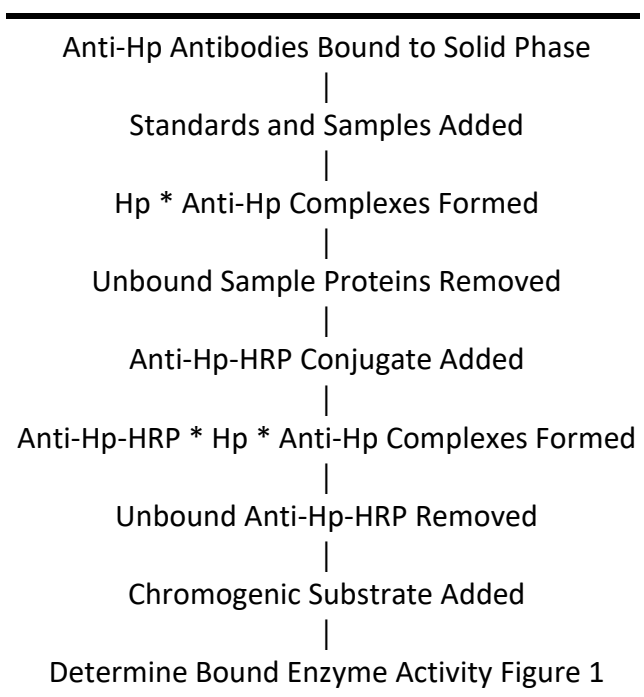 Anti-Hp Antibodies Bound to Solid Phase
|
Standards and Samples Added
|
Hp * Anti-Hp Complexes Formed
|
Unbound Sample Proteins Removed
|
Anti-Hp-HRP Conjugate Added
|
Anti-Hp-HRP * Hp * Anti-Hp Complexes Formed
|
Unbound Anti-Hp-HRP Removed
|
Chromogenic Substrate Added
|
Determine Bound Enzyme Activity Figure 1